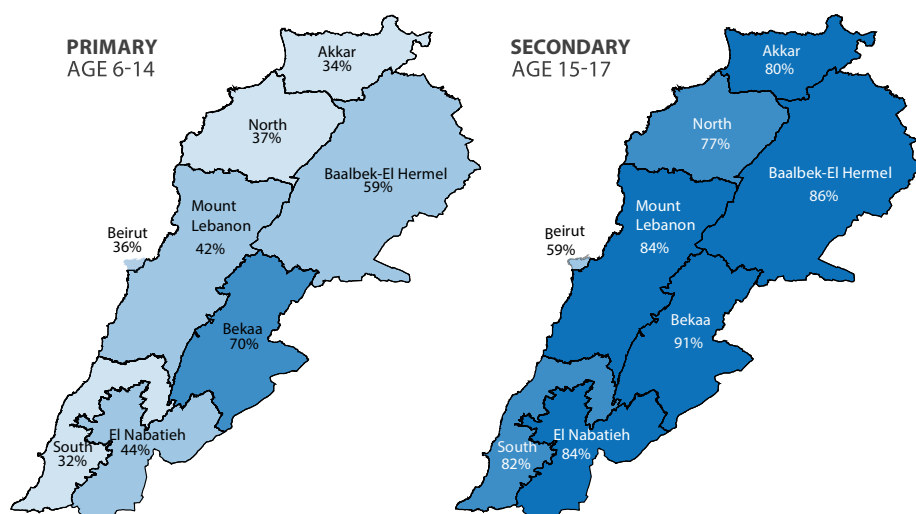 PRIMARY
AGE 6-14
Akkar
34%
North
37%
Baalbek-El Hermel
59%
Mount
Lebanon
42%
Beirut
36%
Bekaa
70%
El Nabatieh
44%
South
32%
SECONDARY
AGE 15-17
Akkar
80%
North
77%
Baalbek-El Hermel
86%
Mount
Lebanon
84%
Beirut
59%
Bekaa
91%
El Nabatieh
84%
South
82%